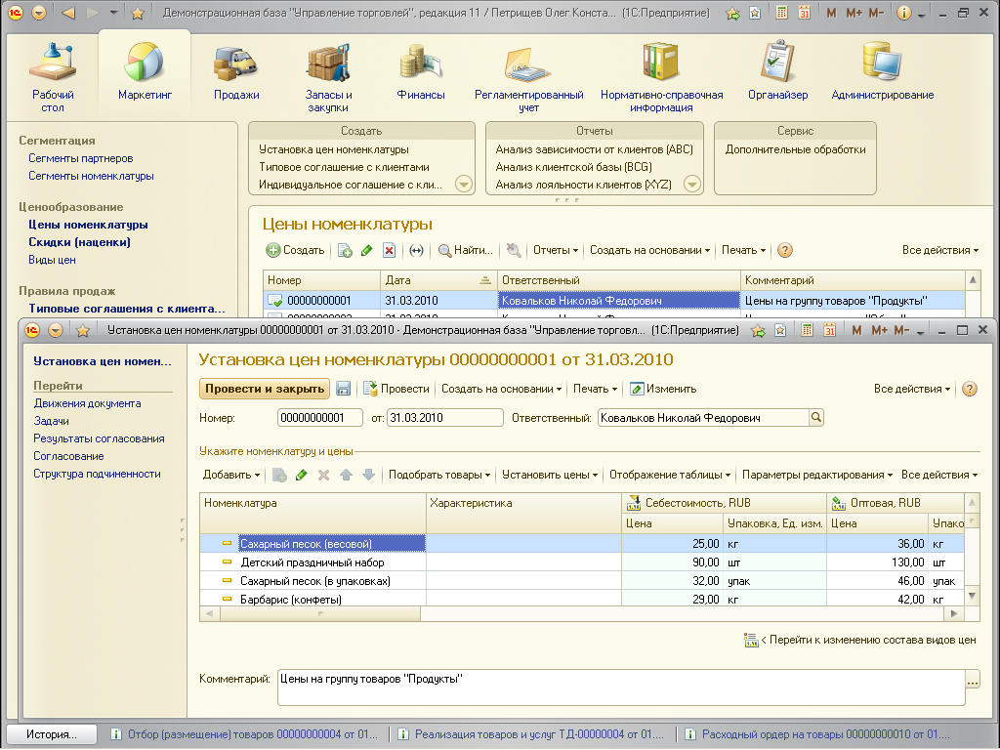 Демонстрационная база "Управление торговлей", редакция 11 / Петрищев Олег Конста... (1С:Предприятие)
M M+ M-
Рабочий стол
Маркетинг
Продажи
Запасы и закупки
Финансы
Регламентированный учет
Нормативно-справочная информация
Органайзер
Администрирование
Сегментация
Сегменты партнеров
Сегменты номенклатуры
Ценообразование
Цены номенклатуры
Скидки (наценки)
Виды цен
Правила продаж
Типовые соглашения с клиента...
Создать
Установка цен номенклатуры
Типовое соглашение с клиентами
Индивидуальное соглашение с кли...
Отчеты
Анализ зависимости от клиентов (ABC)
Анализ клиентской базы (BCG)
Анализ лояльности клиентов (XYZ)
Сервис
Дополнительные обработки
Цены номенклатуры
Создать Найти... Отчеты Создать на основании Печать Все действия
Номер Дата Ответственный Комментарий
00000000001 31.03.2010 Ковальков Николай Федорович Цены на группу товаров "Продукты"
Установка цен номенклатуры 00000000001 от 31.03.2010 - Демонстрационная база "Управление торговл... (1С:Предприятие)
M M+ M-
Установка цен номен...
Перейти
Движения документа
Задачи
Результаты согласования
Согласование
Структура подчиненности
Установка цен номенклатуры 00000000001 от 31.03.2010
Провести и закрыть Провести Создать на основании Печать Изменить Все действия
Номер: 00000000001 от: 31.03.2010 Ответственный: Ковальков Николай Федорович
Укажите номенклатуру и цены
Добавить Подобрать товары Установить цены Отображение таблицы Параметры редактирования Все действия
Номенклатура Характеристика Себестоимость, RUB Оптовая, RUB
Цена Упаковка, Ед. изм. Цена Упако
Сахарный песок (весовой) 25,00 кг 36,00 кг
Детский праздничный набор 90,00 шт 130,00 шт
Сахарный песок (в упаковках) 32,00 упак 46,00 упак
Барбарис (конфеты) 29,00 кг 42,00 кг
< Перейти к изменению состава видов цен
Комментарий: Цены на группу товаров "Продукты"
История...
Отбор (размещение) товаров 00000000004 от 01....
Реализация товаров и услуг ТД-00000004 от 01....
Расходный ордер на товары 00000000010 от 01....